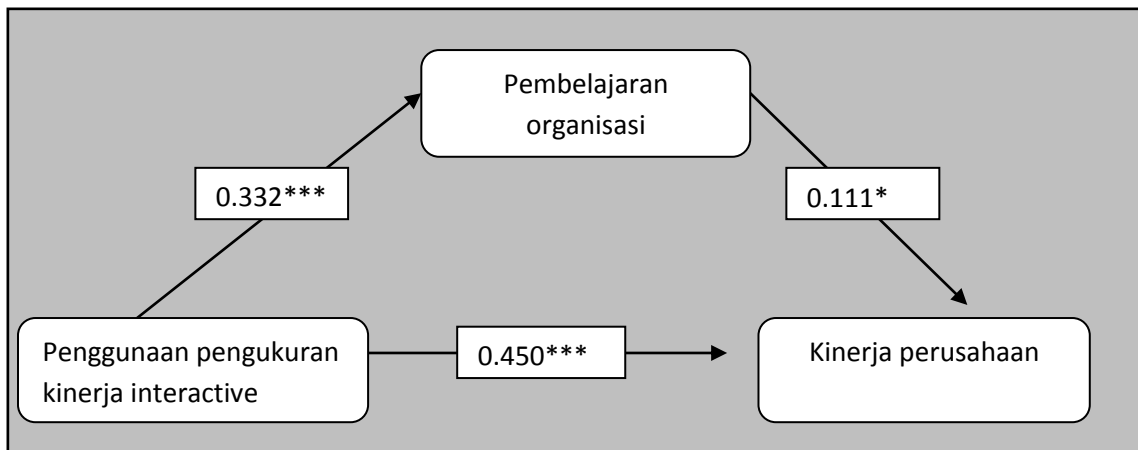 Pembelajaran
organisasi
0.332***
0.111*
Penggunaan pengukuran
kinerja interactive
0.450***
Kinerja perusahaan